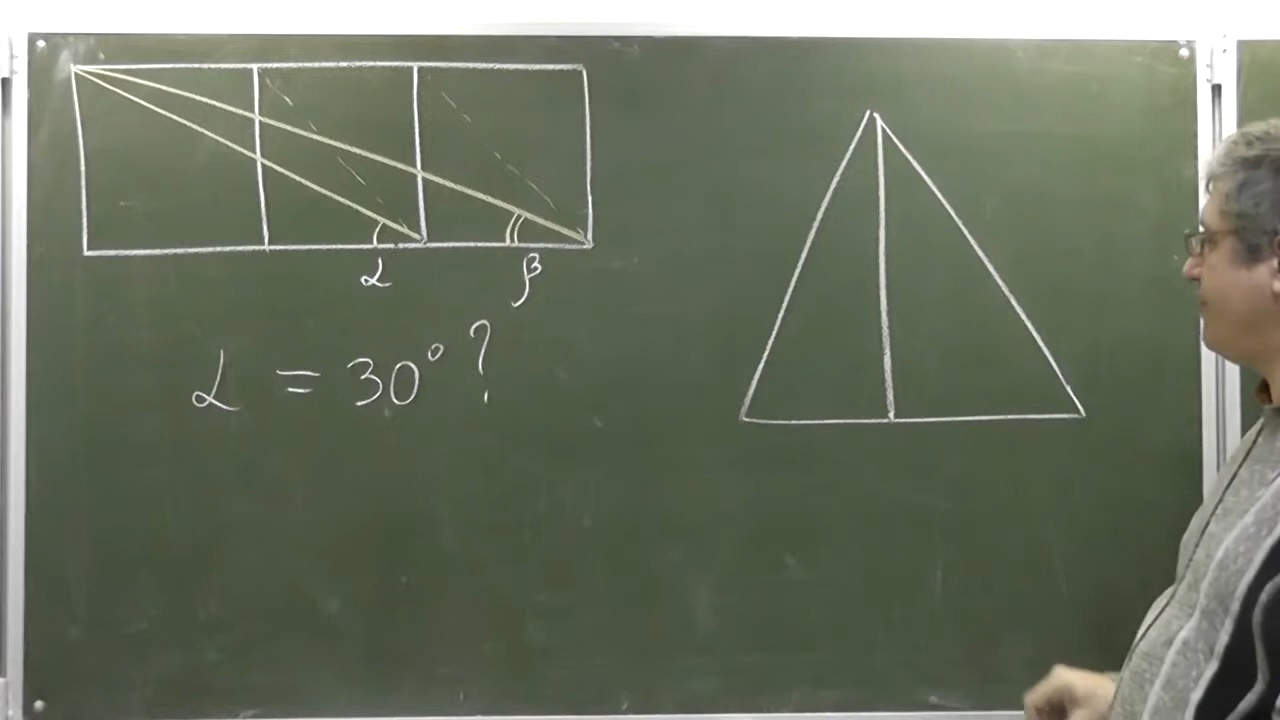 α β
α = 30° ?